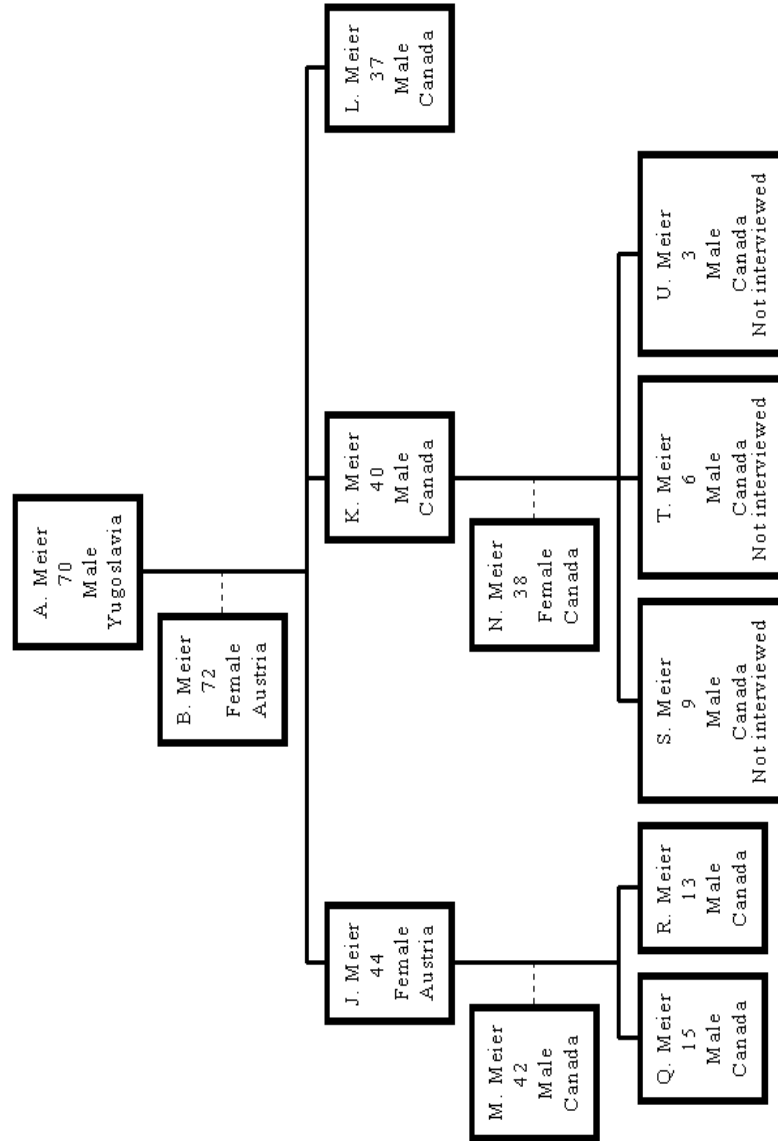 A. Meier
70
Male
Yugoslavia
B. Meier
72
Female
Austria
J. Meier
44
Female
Austria
K. Meier
40
Male
Canada
L. Meier
37
Male
Canada
M. Meier
42
Male
Canada
N. Meier
38
Female
Canada
Q. Meier
15
Male
Canada
R. Meier
13
Male
Canada
S. Meier
9
Male
Canada
Not interviewed
T. Meier
6
Male
Canada
Not interviewed
U. Meier
3
Male
Canada
Not interviewed